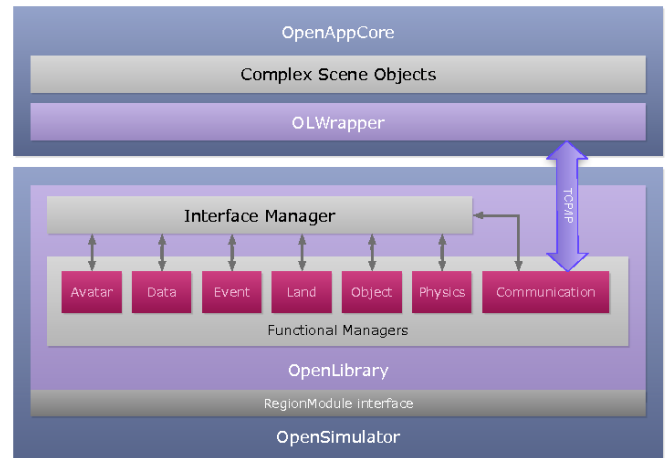 OpenAppCore
Complex Scene Objects
OLWrapper
TCP/IP
Interface Manager
Avatar
Data
Event
Land
Object
Physics
Communication
Functional Managers
OpenLibrary
RegionModule interface
OpenSimulator